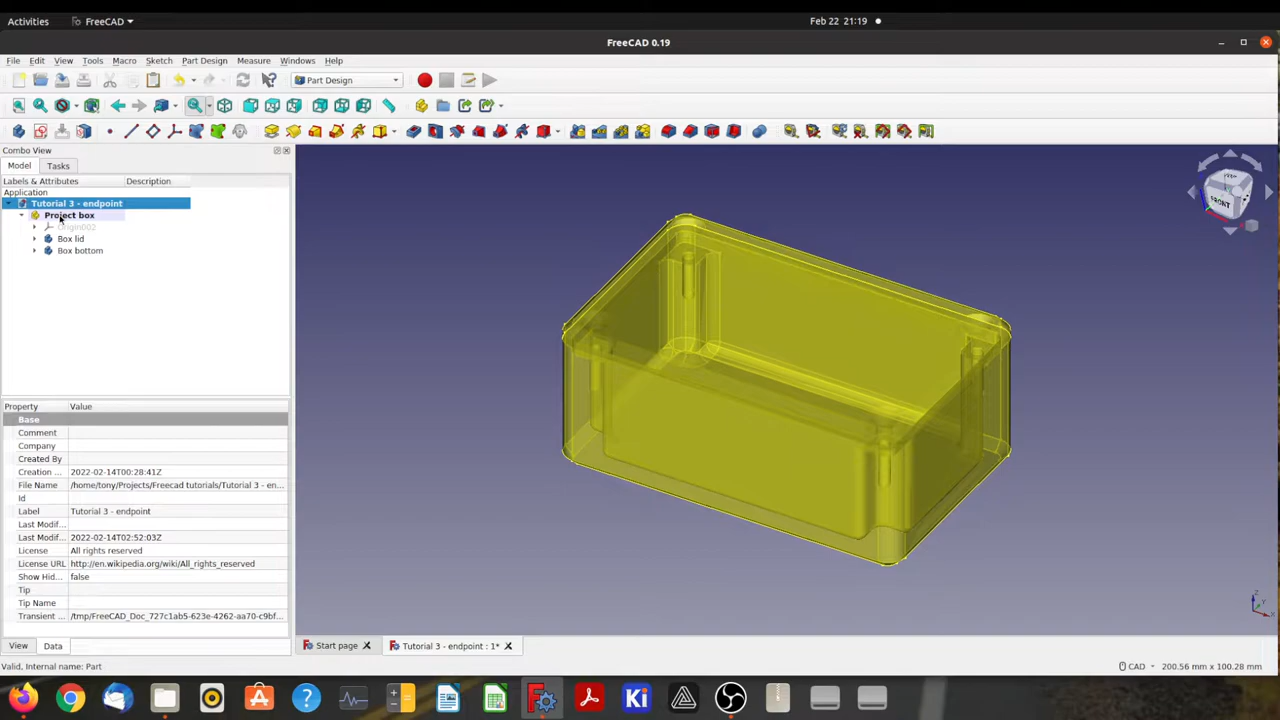 Activities FreeCAD Feb 22 21:19
FreeCAD 0.19
File Edit View Tools Macro Sketch Part Design Measure Windows Help
Part Design
Combo View
Model Tasks
Labels & Attributes Description
Application
Tutorial 3 - endpoint
Project box
Origin002
Box lid
Box bottom
TOP
FRONT
Property Value
Base
Comment
Company
Created By
Creation ... 2022-02-14T00:28:41Z
File Name /home/tony/Projects/Freecad tutorials/Tutorial 3 - en...
Id
Label Tutorial 3 - endpoint
Last Modif...
Last Modif... 2022-02-14T02:52:03Z
License All rights reserved
License URL http://en.wikipedia.org/wiki/All_rights_reserved
Show Hid... false
Tip
Tip Name
Transient ... /tmp/FreeCAD_Doc_727c1ab5-623e-4262-aa70-c9bf...
View Data
Start page Tutorial 3 - endpoint : 1*
Valid, Internal name: Part CAD 200.56 mm x 100.28 mm
Ki